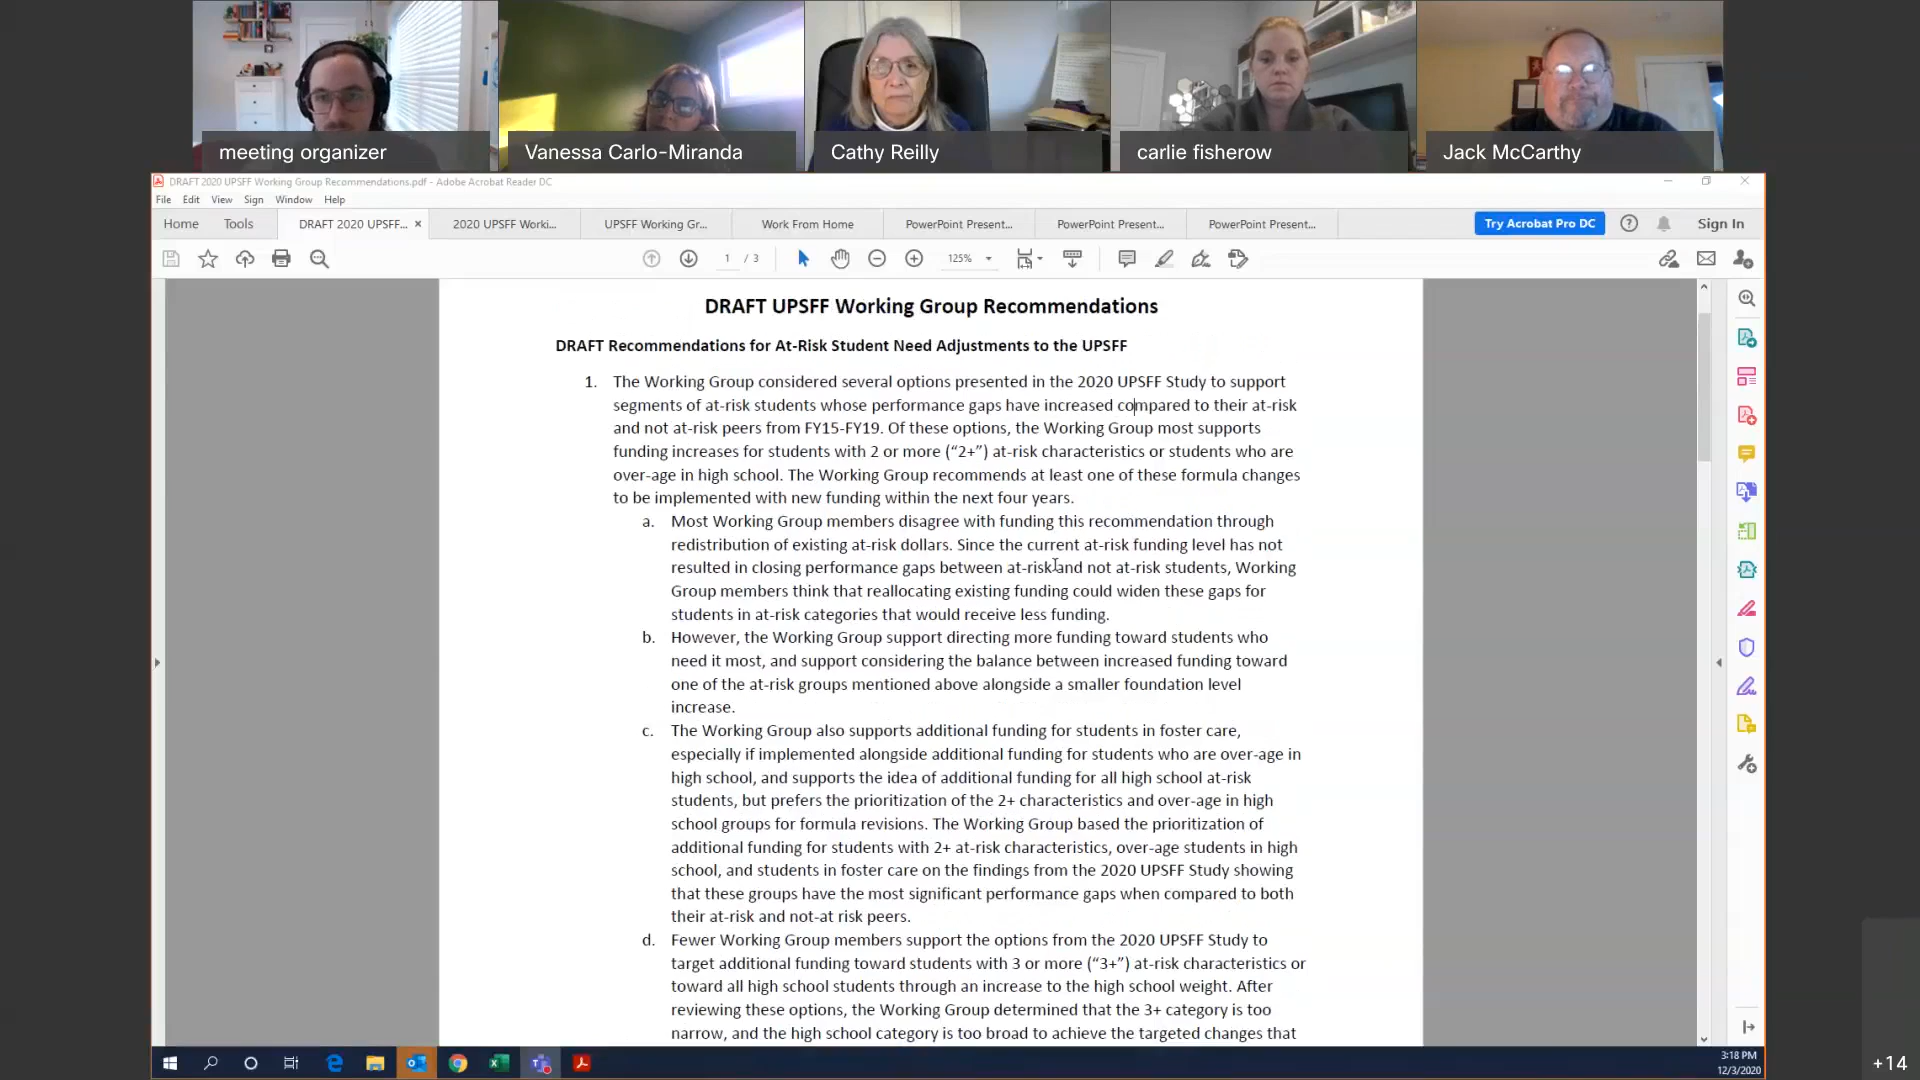 meeting organizer
Vanessa Carlo-Miranda
Cathy Reilly
carlie fisherow
Jack McCarthy
DRAFT 2020 UPSFF Working Group Recommendations.pdf - Adobe Acrobat Reader DC
File Edit View Sign Window Help
Home Tools DRAFT 2020 UPSFF... × 2020 UPSFF Worki... UPSFF Working Gr... Work From Home PowerPoint Present... PowerPoint Present... PowerPoint Present... Try Acrobat Pro DC Sign In
1 / 3 125%
DRAFT UPSFF Working Group Recommendations
DRAFT Recommendations for At-Risk Student Need Adjustments to the UPSFF
1. The Working Group considered several options presented in the 2020 UPSFF Study to support
segments of at-risk students whose performance gaps have increased compared to their at-risk
and not at-risk peers from FY15-FY19. Of these options, the Working Group most supports
funding increases for students with 2 or more (“2+”) at-risk characteristics or students who are
over-age in high school. The Working Group recommends at least one of these formula changes
to be implemented with new funding within the next four years.
a. Most Working Group members disagree with funding this recommendation through
redistribution of existing at-risk dollars. Since the current at-risk funding level has not
resulted in closing performance gaps between at-risk and not at-risk students, Working
Group members think that reallocating existing funding could widen these gaps for
students in at-risk categories that would receive less funding.
b. However, the Working Group support directing more funding toward students who
need it most, and support considering the balance between increased funding toward
one of the at-risk groups mentioned above alongside a smaller foundation level
increase.
c. The Working Group also supports additional funding for students in foster care,
especially if implemented alongside additional funding for students who are over-age in
high school, and supports the idea of additional funding for all high school at-risk
students, but prefers the prioritization of the 2+ characteristics and over-age in high
school groups for formula revisions. The Working Group based the prioritization of
additional funding for students with 2+ at-risk characteristics, over-age students in high
school, and students in foster care on the findings from the 2020 UPSFF Study showing
that these groups have the most significant performance gaps when compared to both
their at-risk and not-at risk peers.
d. Fewer Working Group members support the options from the 2020 UPSFF Study to
target additional funding toward students with 3 or more (“3+”) at-risk characteristics or
toward all high school students through an increase to the high school weight. After
reviewing these options, the Working Group determined that the 3+ category is too
narrow, and the high school category is too broad to achieve the targeted changes that
3:18 PM
12/3/2020
+14